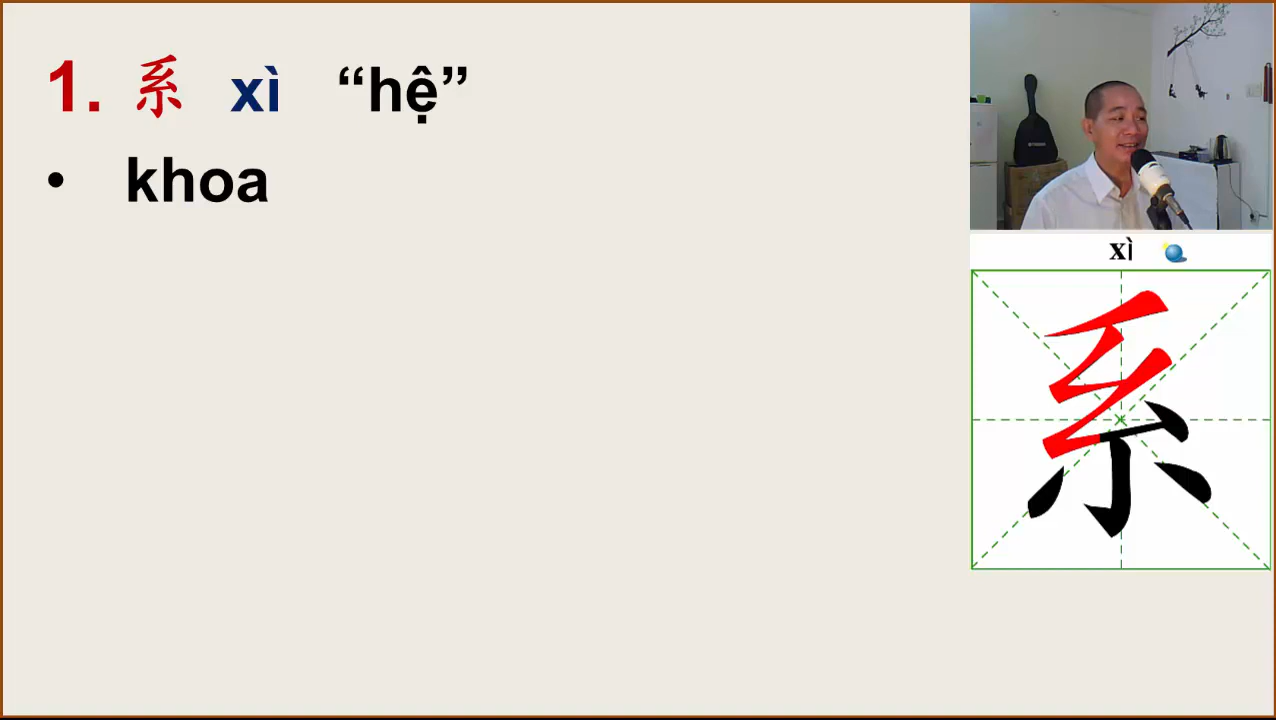 1. 系 xì “hệ”
• khoa
xì
系